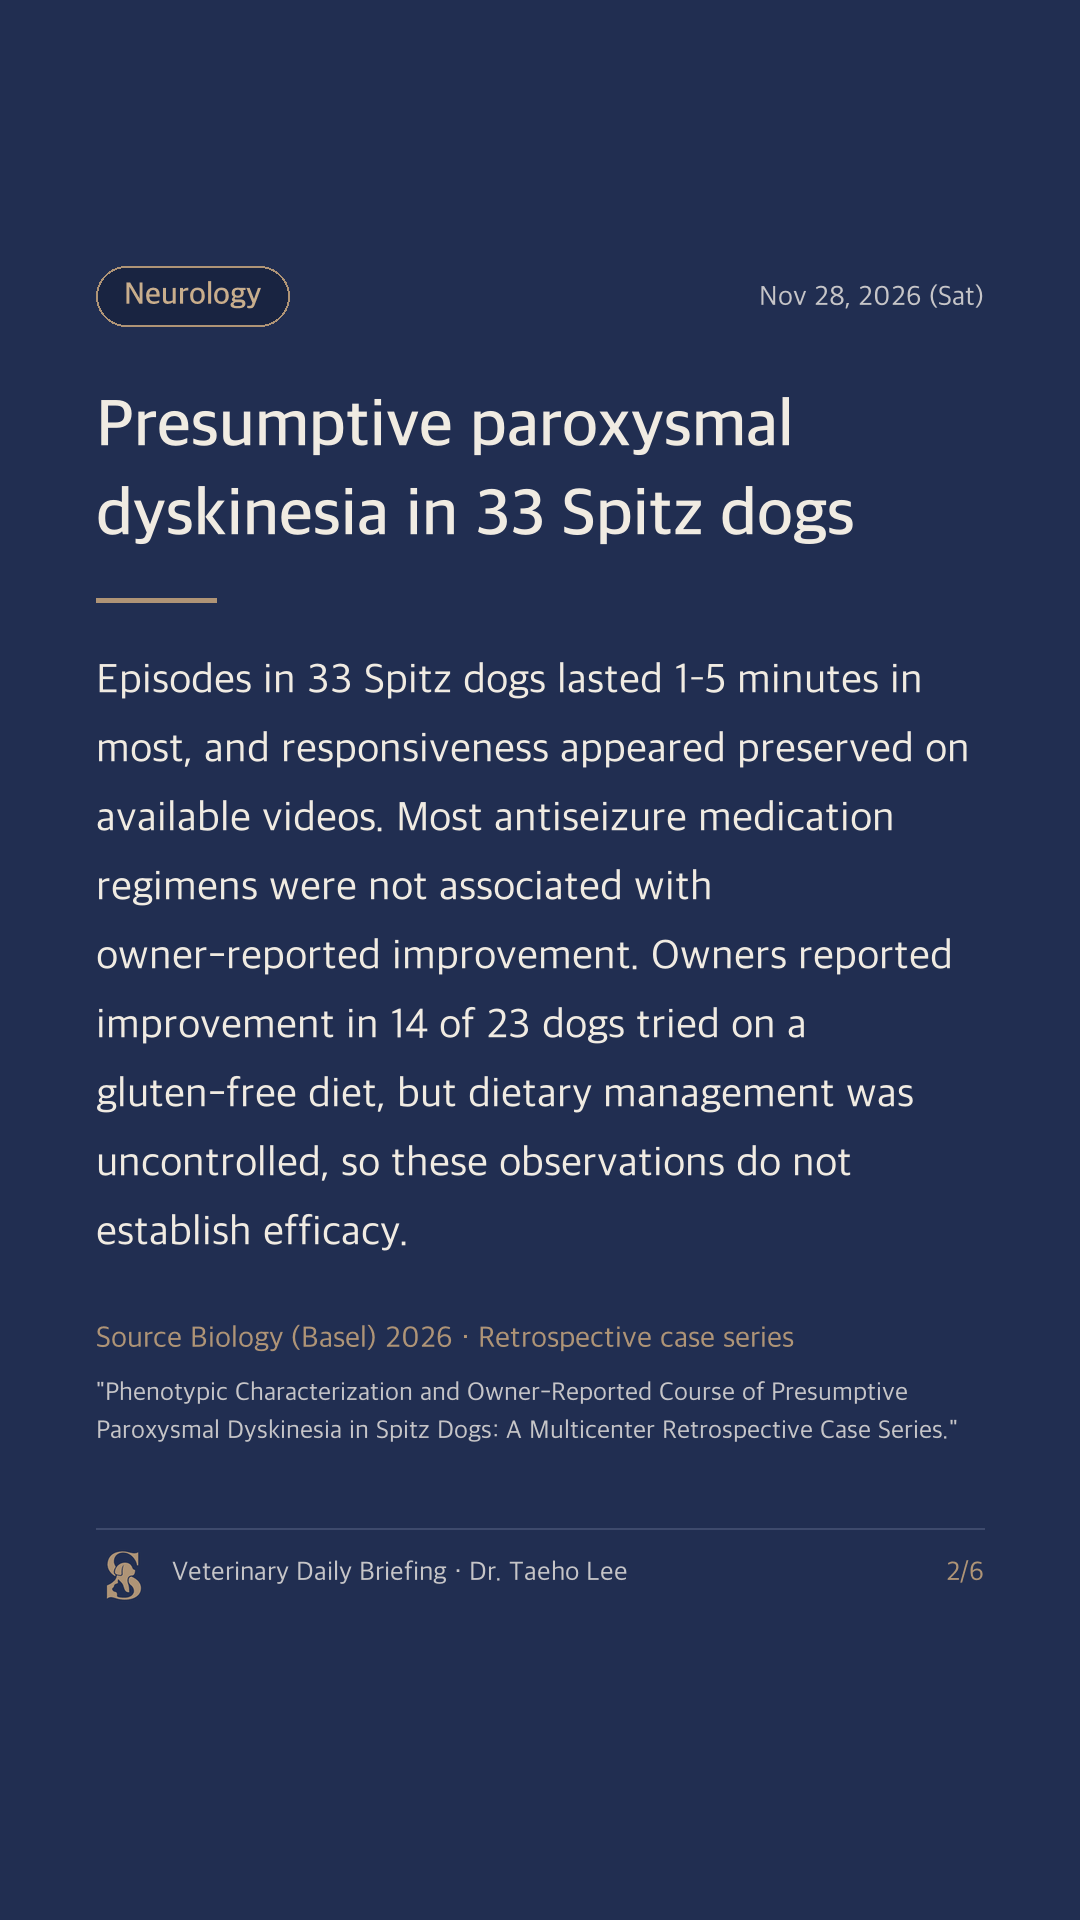 Neurology
Nov 28, 2026 (Sat)
Presumptive paroxysmal
dyskinesia in 33 Spitz dogs
Episodes in 33 Spitz dogs lasted 1-5 minutes in
most, and responsiveness appeared preserved on
available videos. Most antiseizure medication
regimens were not associated with
owner-reported improvement. Owners reported
improvement in 14 of 23 dogs tried on a
gluten-free diet, but dietary management was
uncontrolled, so these observations do not
establish efficacy.
Source Biology (Basel) 2026 · Retrospective case series
"Phenotypic Characterization and Owner-Reported Course of Presumptive
Paroxysmal Dyskinesia in Spitz Dogs: A Multicenter Retrospective Case Series."
Veterinary Daily Briefing · Dr. Taeho Lee
2/6